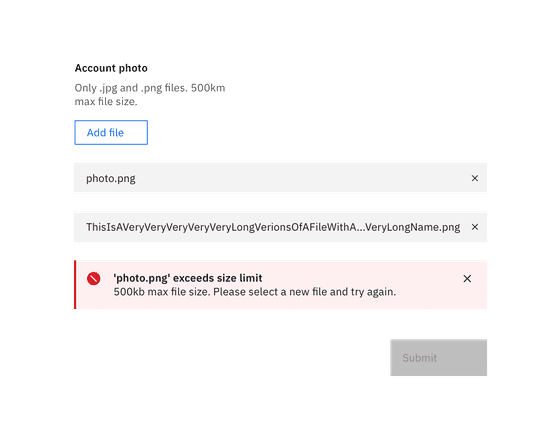 Account photo
Only .jpg and .png files. 500km
max file size.
Add file
photo.png
ThisIsAVeryVeryVeryVeryVeryLongVerionsOfAFileWithA...VeryLongName.png
'photo.png' exceeds size limit
500kb max file size. Please select a new file and try again.
Submit